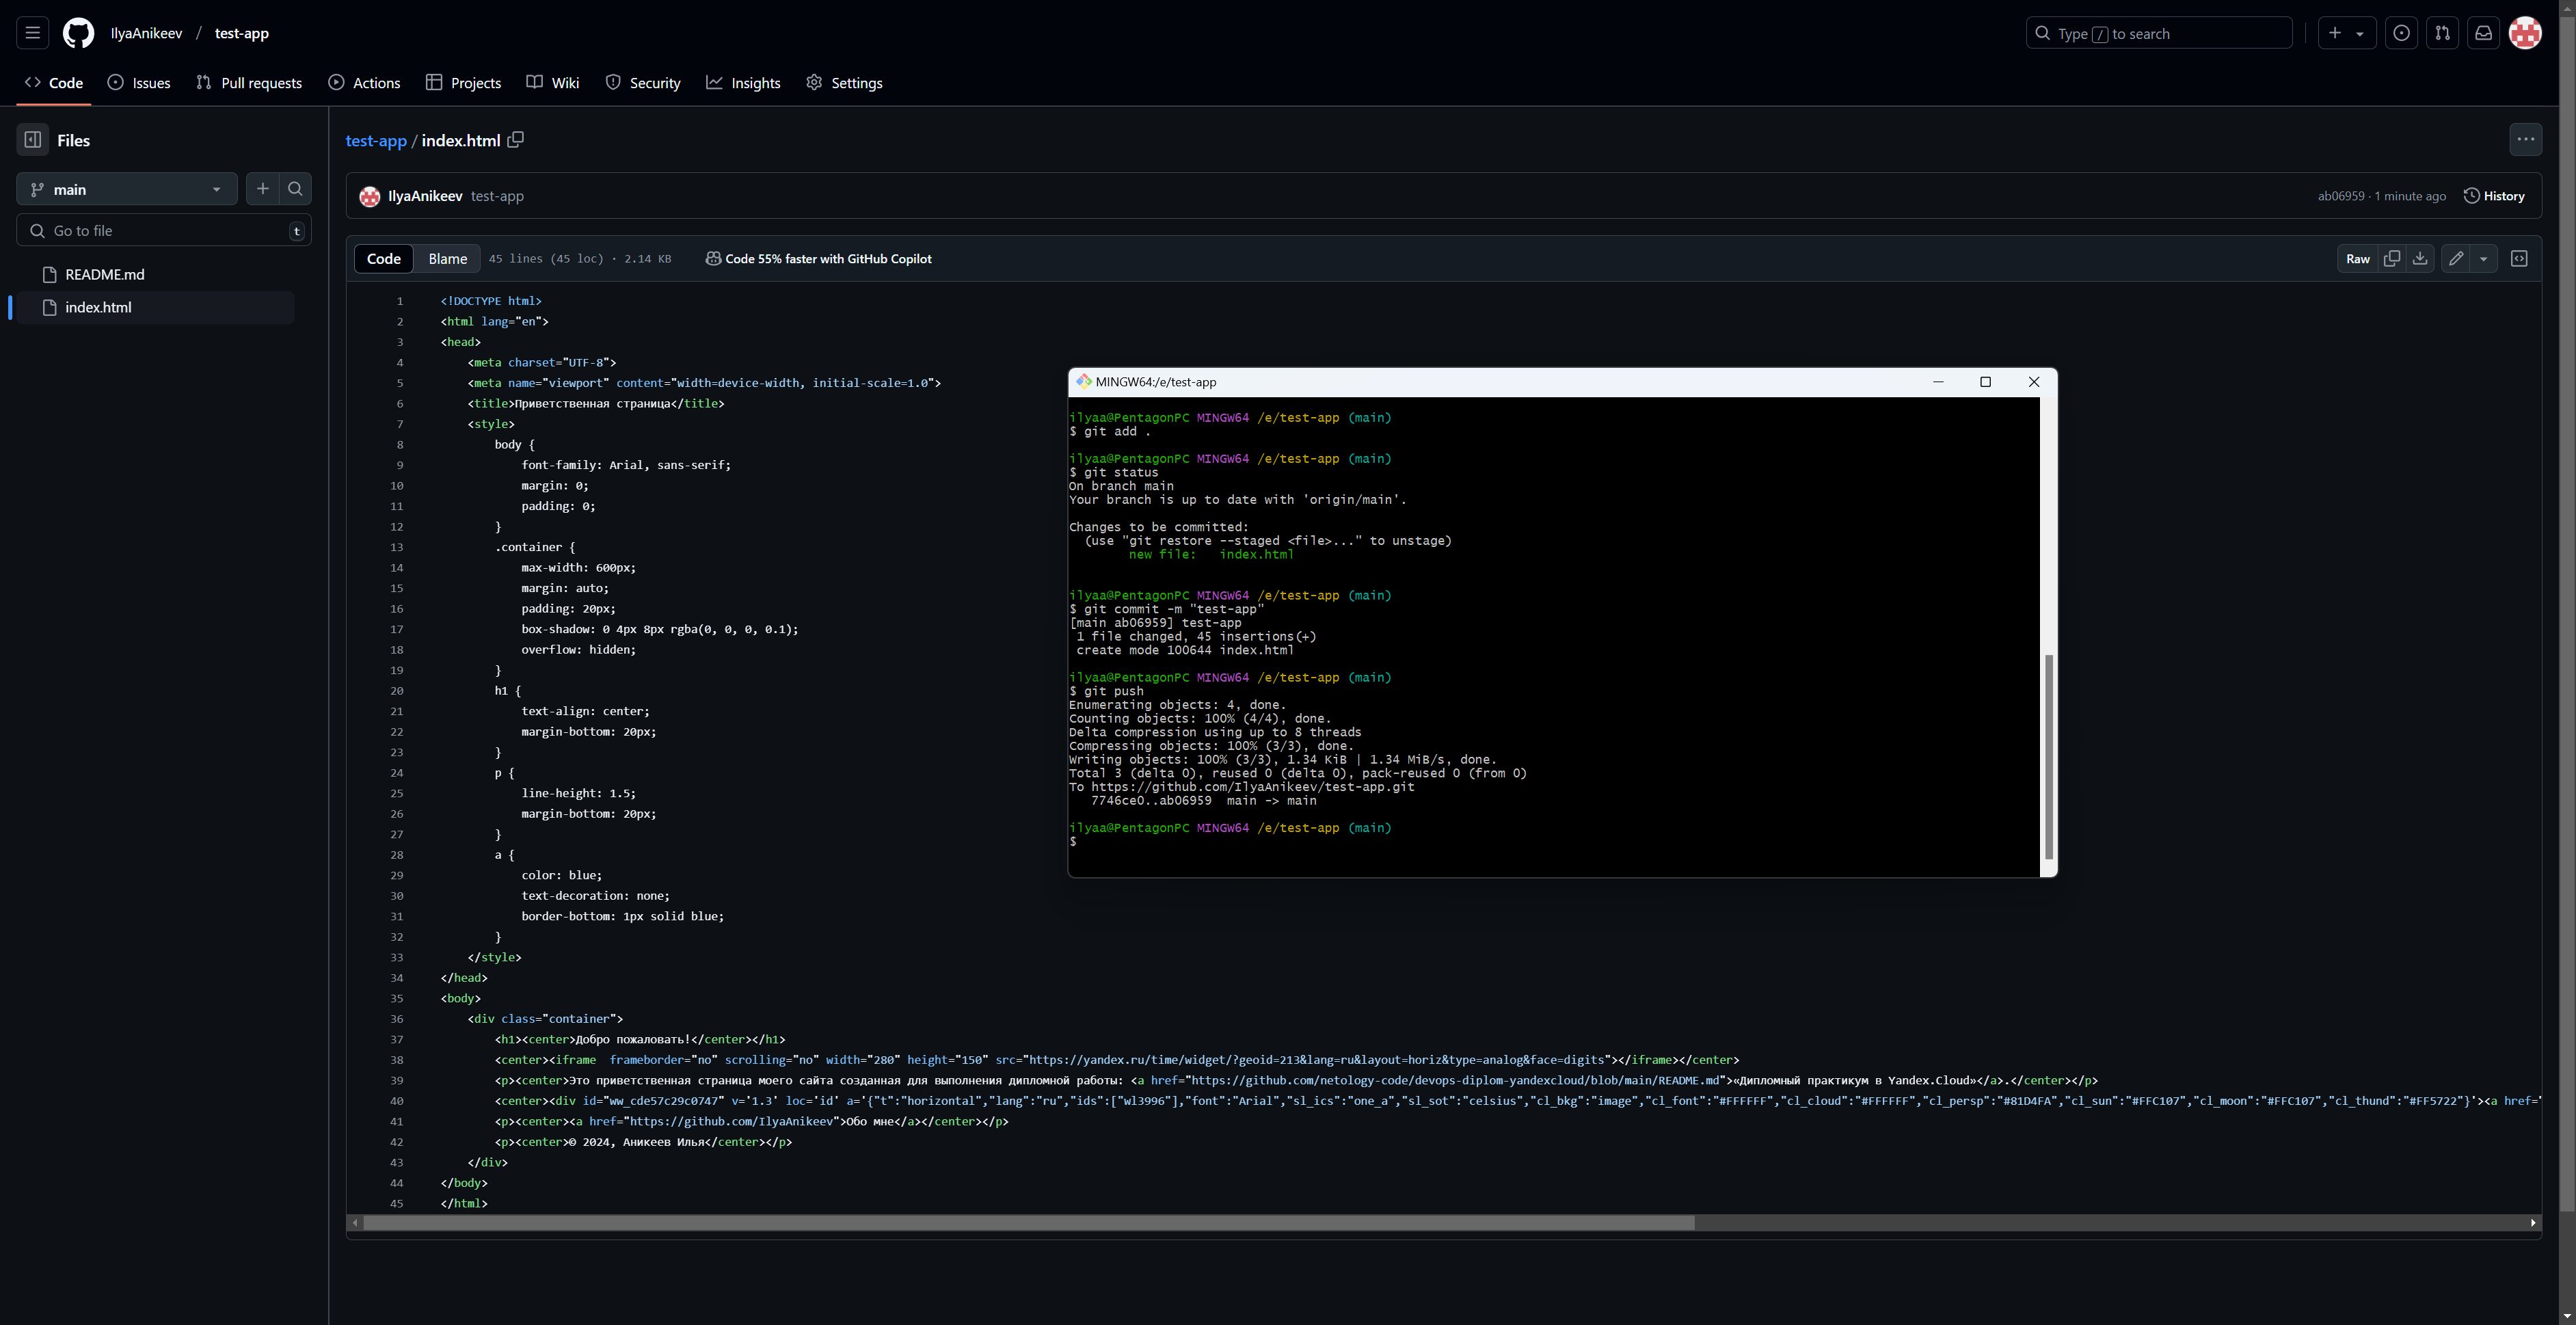 IlyaAnikeev / test-app
Type / to search
Code
Issues
Pull requests
Actions
Projects
Wiki
Security
Insights
Settings
Files
main
Go to file
t
README.md
index.html
test-app / index.html
IlyaAnikeev test-app
ab06959 · 1 minute ago
History
Code
Blame
45 lines (45 loc) · 2.14 KB
Code 55% faster with GitHub Copilot
Raw
1 <!DOCTYPE html>
2 <html lang="en">
3 <head>
4 <meta charset="UTF-8">
5 <meta name="viewport" content="width=device-width, initial-scale=1.0">
6 <title>Приветственная страница</title>
7 <style>
8 body {
9 font-family: Arial, sans-serif;
10 margin: 0;
11 padding: 0;
12 }
13 .container {
14 max-width: 600px;
15 margin: auto;
16 padding: 20px;
17 box-shadow: 0 4px 8px rgba(0, 0, 0, 0.1);
18 overflow: hidden;
19 }
20 h1 {
21 text-align: center;
22 margin-bottom: 20px;
23 }
24 p {
25 line-height: 1.5;
26 margin-bottom: 20px;
27 }
28 a {
29 color: blue;
30 text-decoration: none;
31 border-bottom: 1px solid blue;
32 }
33 </style>
34 </head>
35 <body>
36 <div class="container">
37 <h1><center>Добро пожаловать!</center></h1>
38 <center><iframe  frameborder="no" scrolling="no" width="280" height="150" src="https://yandex.ru/time/widget/?geoid=213&lang=ru&layout=horiz&type=analog&face=digits"></iframe></center>
39 <p><center>Это приветственная страница моего сайта созданная для выполнения дипломной работы: <a href="https://github.com/netology-code/devops-diplom-yandexcloud/blob/main/README.md">«Дипломный практикум в Yandex.Cloud»</a>.</center></p>
40 <center><div id="ww_cde57c29c0747" v='1.3' loc='id' a='{"t":"horizontal","lang":"ru","ids":["wl3996"],"font":"Arial","sl_ics":"one_a","sl_sot":"celsius","cl_bkg":"image","cl_font":"#FFFFFF","cl_cloud":"#FFFFFF","cl_persp":"#81D4FA","cl_sun":"#FFC107","cl_moon":"#FFC107","cl_thund":"#FF5722"}'><a href="
41 <p><center><a href="https://github.com/IlyaAnikeev">Обо мне</a></center></p>
42 <p><center>© 2024, Аникеев Илья</center></p>
43 </div>
44 </body>
45 </html>
MINGW64:/e/test-app
ilyaa@PentagonPC MINGW64 /e/test-app (main)
$ git add .
ilyaa@PentagonPC MINGW64 /e/test-app (main)
$ git status
On branch main
Your branch is up to date with 'origin/main'.
Changes to be committed:
(use "git restore --staged <file>..." to unstage)
new file:   index.html
ilyaa@PentagonPC MINGW64 /e/test-app (main)
$ git commit -m "test-app"
[main ab06959] test-app
1 file changed, 45 insertions(+)
create mode 100644 index.html
ilyaa@PentagonPC MINGW64 /e/test-app (main)
$ git push
Enumerating objects: 4, done.
Counting objects: 100% (4/4), done.
Delta compression using up to 8 threads
Compressing objects: 100% (3/3), done.
Writing objects: 100% (3/3), 1.34 KiB | 1.34 MiB/s, done.
Total 3 (delta 0), reused 0 (delta 0), pack-reused 0 (from 0)
To https://github.com/IlyaAnikeev/test-app.git
7746ce0..ab06959  main -> main
ilyaa@PentagonPC MINGW64 /e/test-app (main)
$